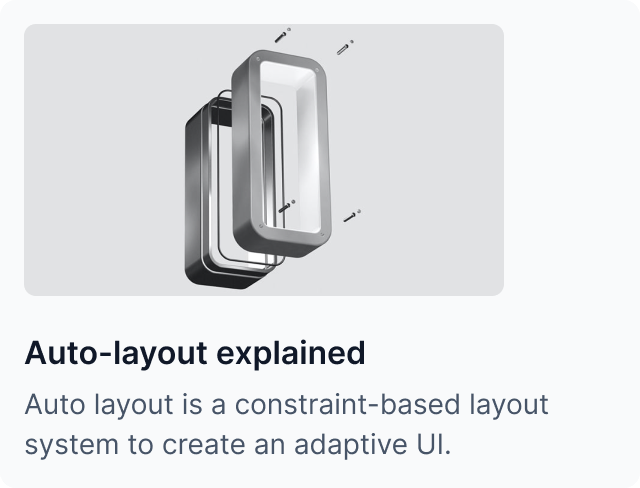 Auto-layout explained
Auto layout is a constraint-based layout
system to create an adaptive UI.